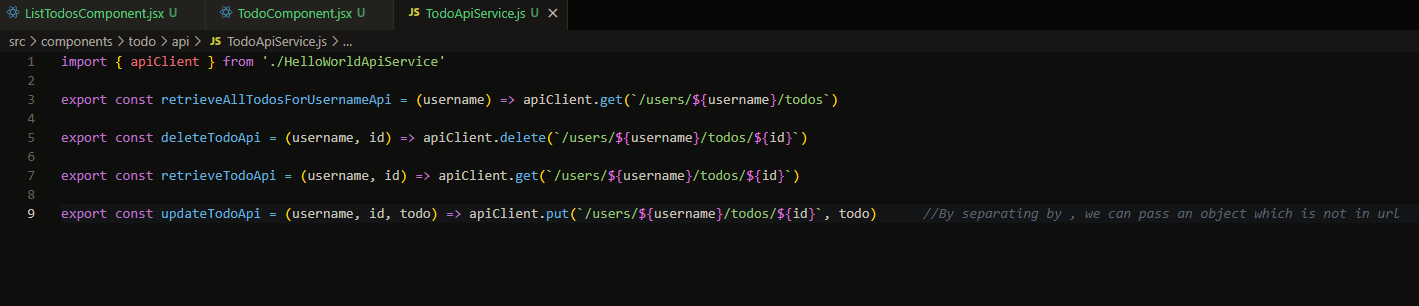 ListTodosComponent.jsx U TodoComponent.jsx U JS TodoApiService.js U ×
src > components > todo > api > JS TodoApiService.js > ...
1 import { apiClient } from './HelloWorldApiService'
2
3 export const retrieveAllTodosForUsernameApi = (username) => apiClient.get(`/users/${username}/todos`)
4
5 export const deleteTodoApi = (username, id) => apiClient.delete(`/users/${username}/todos/${id}`)
6
7 export const retrieveTodoApi = (username, id) => apiClient.get(`/users/${username}/todos/${id}`)
8
9 export const updateTodoApi = (username, id, todo) => apiClient.put(`/users/${username}/todos/${id}`, todo) //By separating by , we can pass an object which is not in url